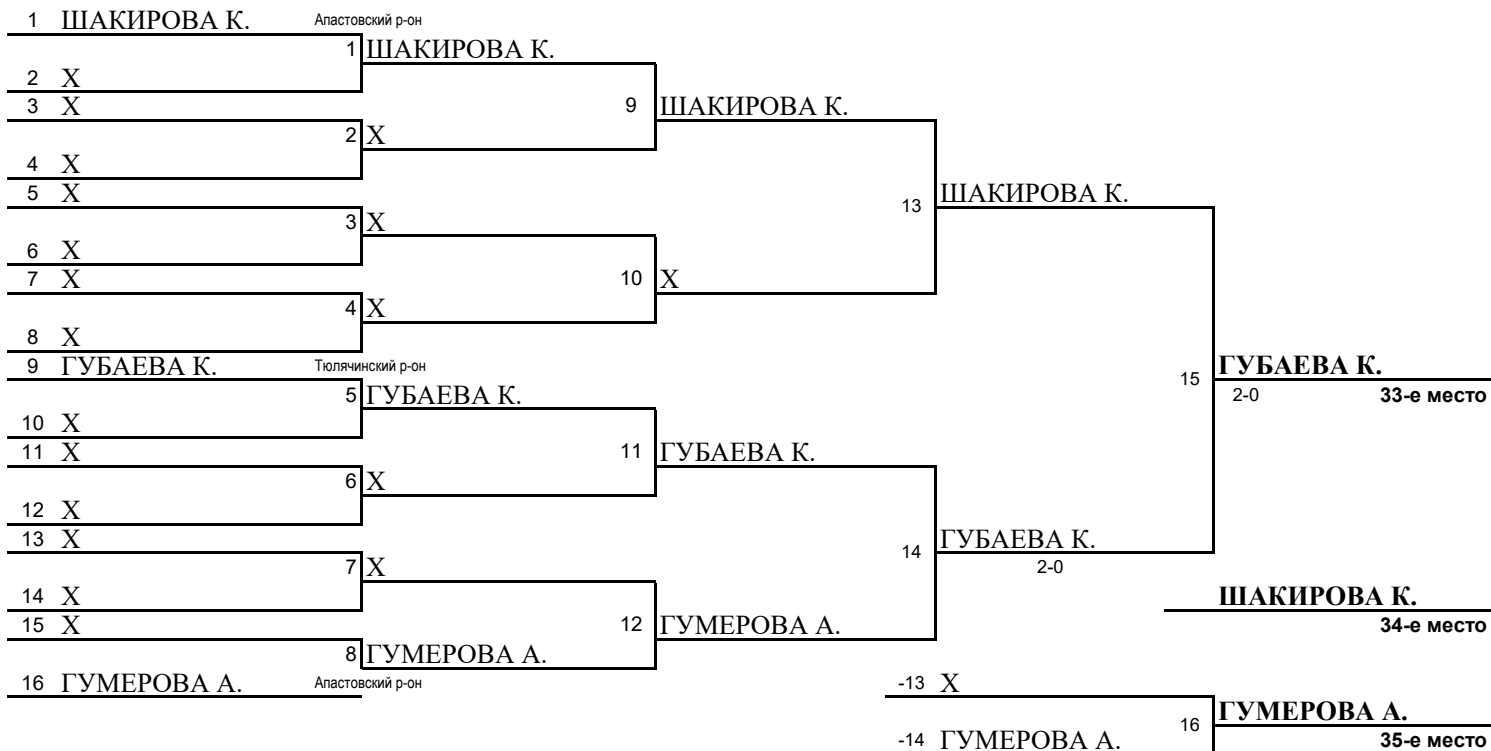 1 ШАКИРОВА К. Апастовский р-он
1 ШАКИРОВА К.
2 X
3 X
9 ШАКИРОВА К.
2 X
4 X
5 X
13 ШАКИРОВА К.
3 X
6 X
7 X
10 X
4 X
8 X
9 ГУБАЕВА К. Тюлячинский р-он
15 ГУБАЕВА К.
5 ГУБАЕВА К.
2-0 33-е место
10 X
11 X
11 ГУБАЕВА К.
6 X
12 X
13 X
14 ГУБАЕВА К.
7 X
2-0
14 X
ШАКИРОВА К.
15 X
12 ГУМЕРОВА А.
34-е место
8 ГУМЕРОВА А.
16 ГУМЕРОВА А. Апастовский р-он
-13 X
16 ГУМЕРОВА А.
-14 ГУМЕРОВА А.
35-е место